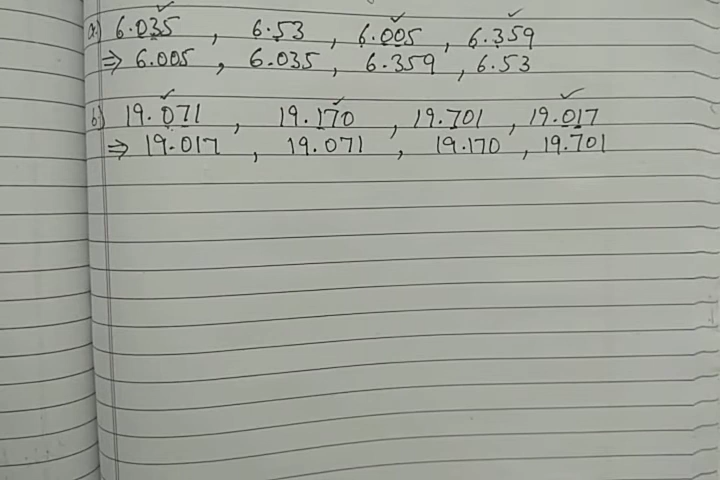 a) 6.035 , 6.53 , 6.005 , 6.359
⇒ 6.005 , 6.035 , 6.359 , 6.53
b) 19.071 , 19.170 , 19.701 , 19.017
⇒ 19.017 , 19.071 , 19.170 , 19.701